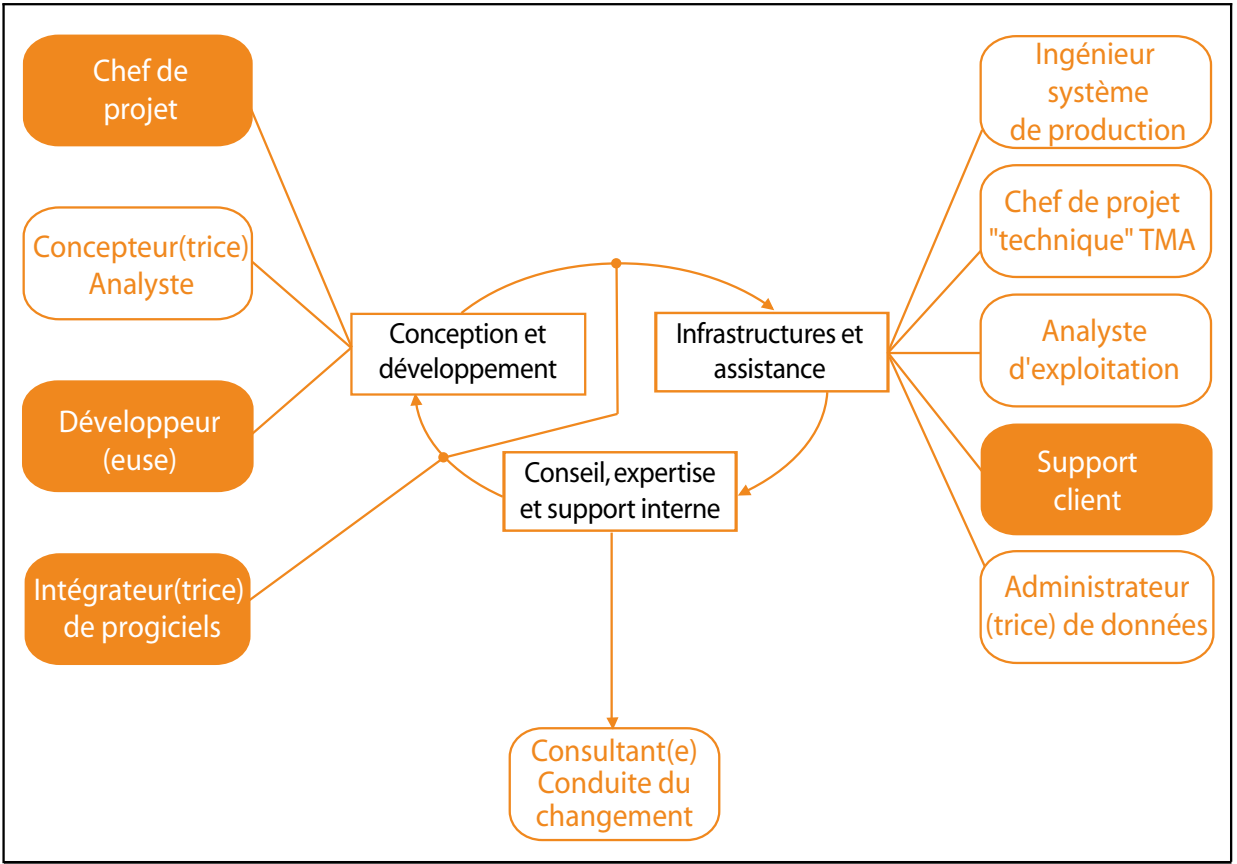 Chef de
projet
Concepteur(trice)
Analyste
Développeur
(euse)
Intégrateur(trice)
de progiciels
Conception et
développement
Infrastructures et
assistance
Conseil, expertise
et support interne
Consultant(e)
Conduite du
changement
Ingénieur
système
de production
Chef de projet
"technique" TMA
Analyste
d'exploitation
Support
client
Administrateur
(trice) de données